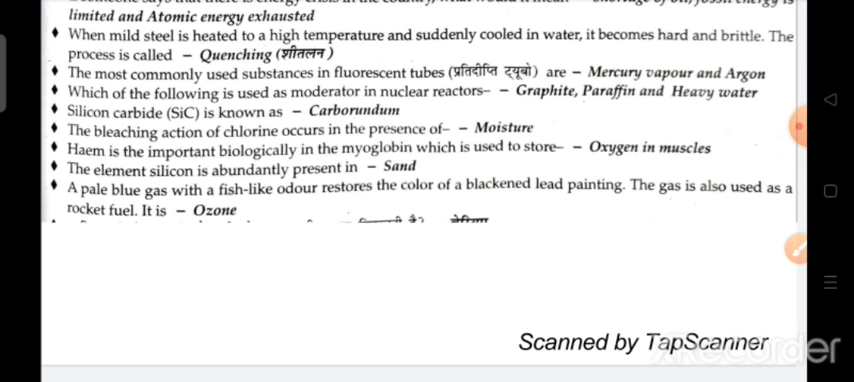 limited and Atomic energy exhausted
♦ When mild steel is heated to a high temperature and suddenly cooled in water, it becomes hard and brittle. The
process is called – Quenching (शीतलन)
♦ The most commonly used substances in fluorescent tubes (प्रतिदीप्ति ट्यूबों) are – Mercury vapour and Argon
♦ Which of the following is used as moderator in nuclear reactors– – Graphite, Paraffin and Heavy water
♦ Silicon carbide (SiC) is known as – Carborundum
♦ The bleaching action of chlorine occurs in the presence of– – Moisture
♦ Haem is the important biologically in the myoglobin which is used to store– – Oxygen in muscles
♦ The element silicon is abundantly present in – Sand
♦ A pale blue gas with a fish-like odour restores the color of a blackened lead painting. The gas is also used as a
rocket fuel. It is – Ozone
Scanned by TapScanner
XRecorder